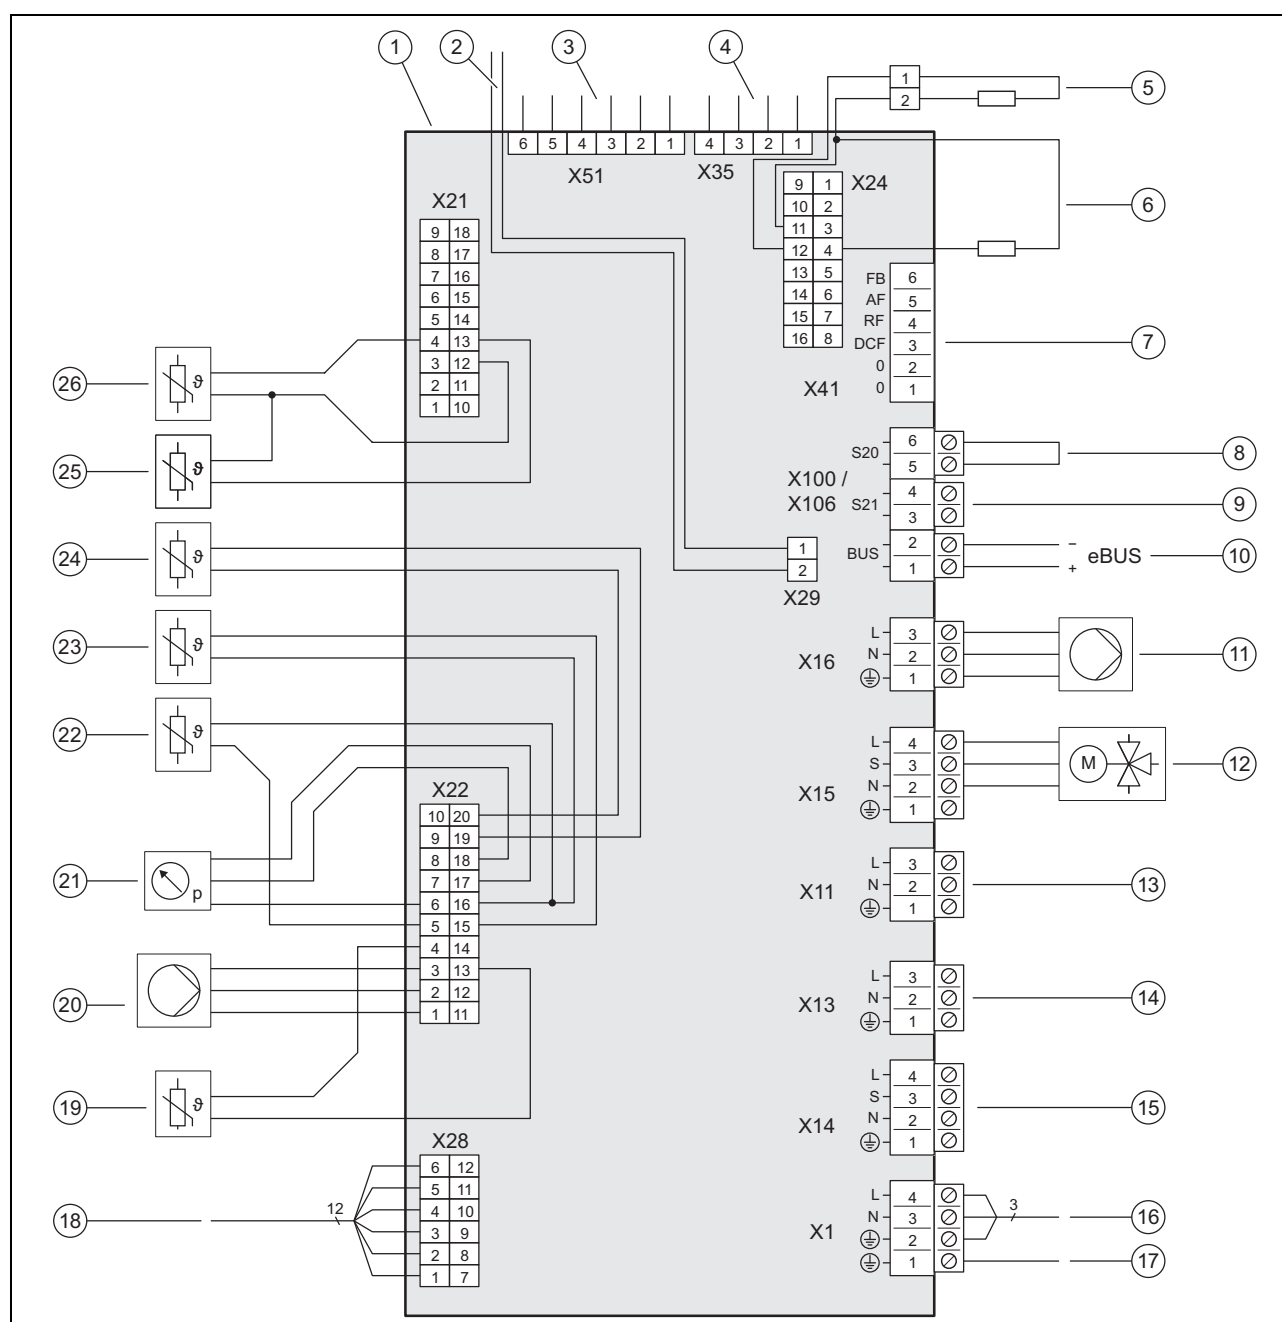 1 2 3 4
5
1
2
6 5 4 3 2 1
4 3 2 1
X51
X35
X24
9 1
10 2
11 3
12 4
13 5
14 6
15 7
16 8
6
X21
9 18
8 17
7 16
6 15
5 14
4 13
3 12
2 11
1 10
FB 6
AF 5
RF 4
DCF 3
0 2
0 1
X41
7
26 ϑ
25 ϑ
24 ϑ
23 ϑ
22 ϑ
X100 /
X106
S20
6
5
8
S21
4
3
9
BUS
2
1
− eBUS
+
10
1
2
X29
X16
L 3
N 2
1
11
X15
L 4
S 3
N 2
1
M
12
X22
10 20
9 19
8 18
7 17
6 16
5 15
4 14
3 13
2 12
1 11
21 p
20
19 ϑ
X11
L 3
N 2
1
13
X13
L 3
N 2
1
14
X14
L 4
S 3
N 2
1
15
X28
6 12
5 11
4 10
3 9
2 8
1 7
18 12
X1
L 4
N 3
2
1
3
16
17